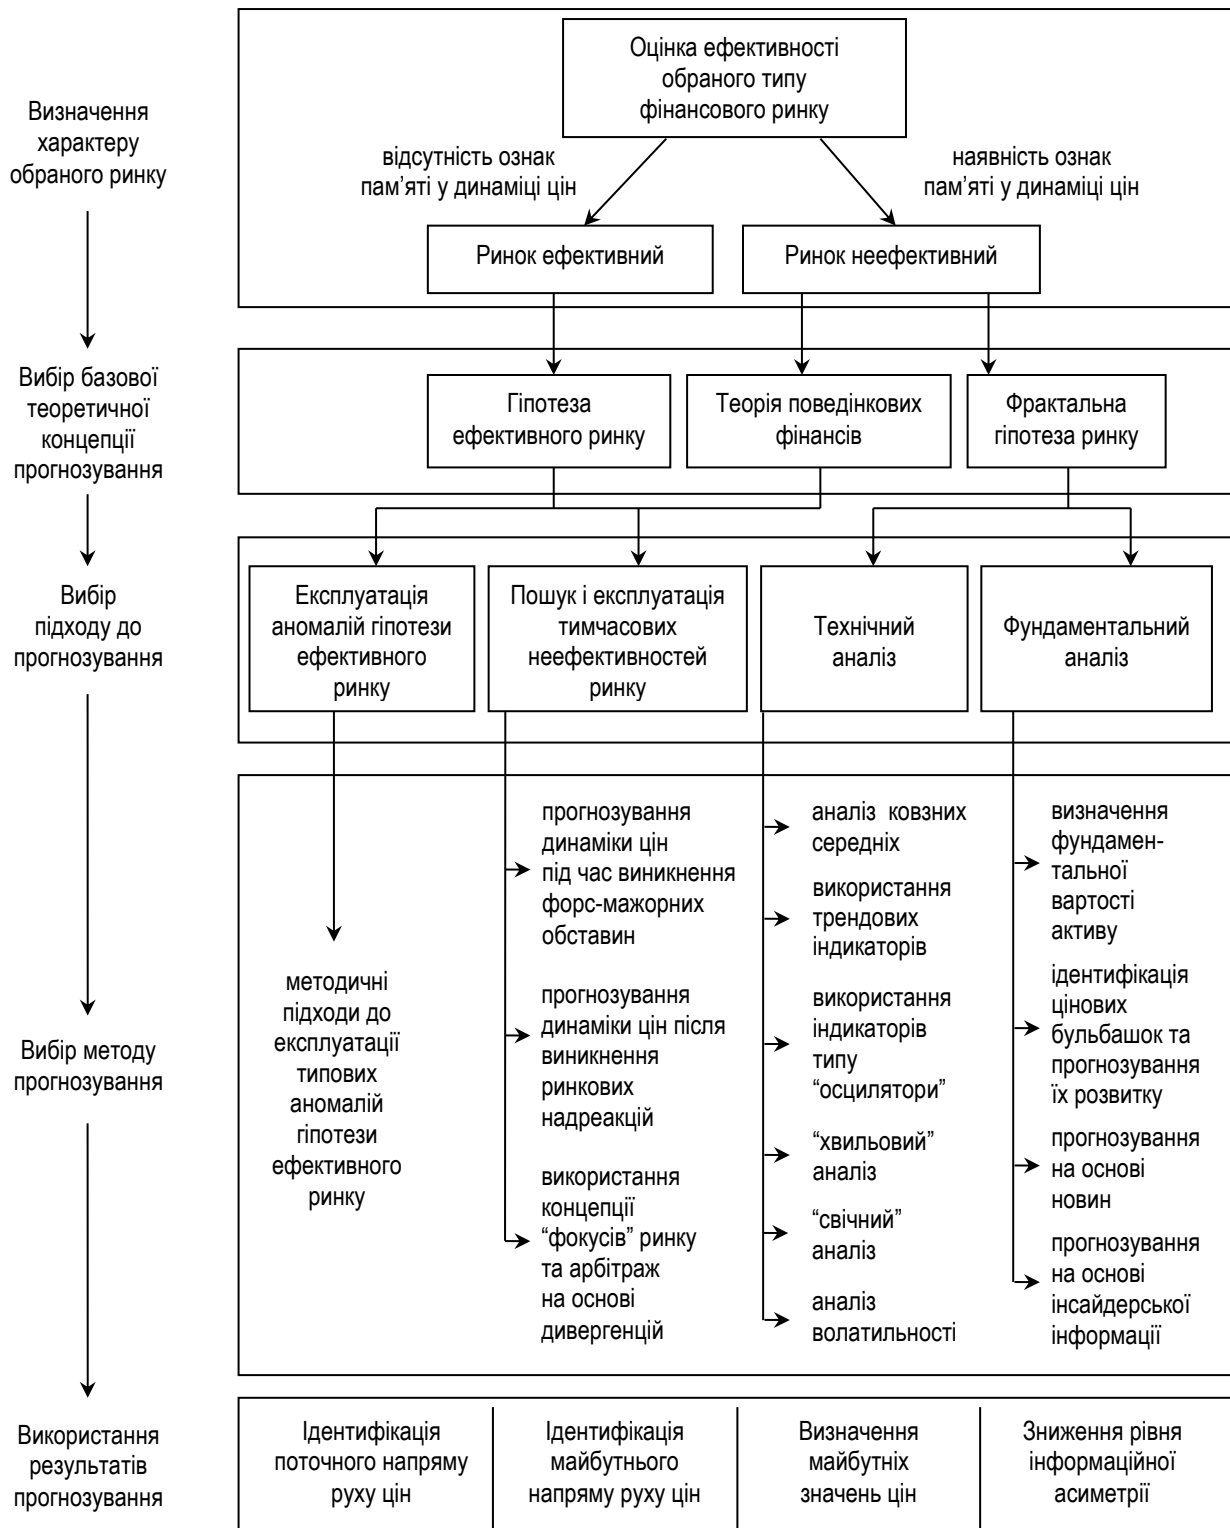 Визначення
характеру
обраного ринку
Оцінка ефективності
обраного типу
фінансового ринку
відсутність ознак
пам’яті у динаміці цін
наявність ознак
пам’яті у динаміці цін
Ринок ефективний
Ринок неефективний
Вибір базової
теоретичної
концепції
прогнозування
Гіпотеза
ефективного ринку
Теорія поведінкових
фінансів
Фрактальна
гіпотеза ринку
Вибір
підходу до
прогнозування
Експлуатація
аномалій гіпотези
ефективного
ринку
Пошук і експлуатація
тимчасових
неефективностей
ринку
Технічний
аналіз
Фундаментальний
аналіз
Вибір методу
прогнозування
методичні
підходи до
експлуатації
типових
аномалій
гіпотези
ефективного
ринку
прогнозування
динаміки цін
під час виникнення
форс-мажорних
обставин
прогнозування
динаміки цін після
виникнення
ринкових
надреакцій
використання
концепції
“фокусів” ринку
та арбітраж
на основі
дивергенцій
аналіз ковзних
середніх
використання
трендових
індикаторів
використання
індикаторів
типу
“осцилятори”
“хвильовий”
аналіз
“свічний”
аналіз
аналіз
волатильності
визначення
фундамен-
тальної
вартості
активу
ідентифікація
цінових
бульбашок та
прогнозування
їх розвитку
прогнозування
на основі
новин
прогнозування
на основі
інсайдерської
інформації
Використання
результатів
прогнозування
Ідентифікація
поточного напряму
руху цін
Ідентифікація
майбутнього
напряму руху цін
Визначення
майбутніх
значень цін
Зниження рівня
інформаційної
асиметрії